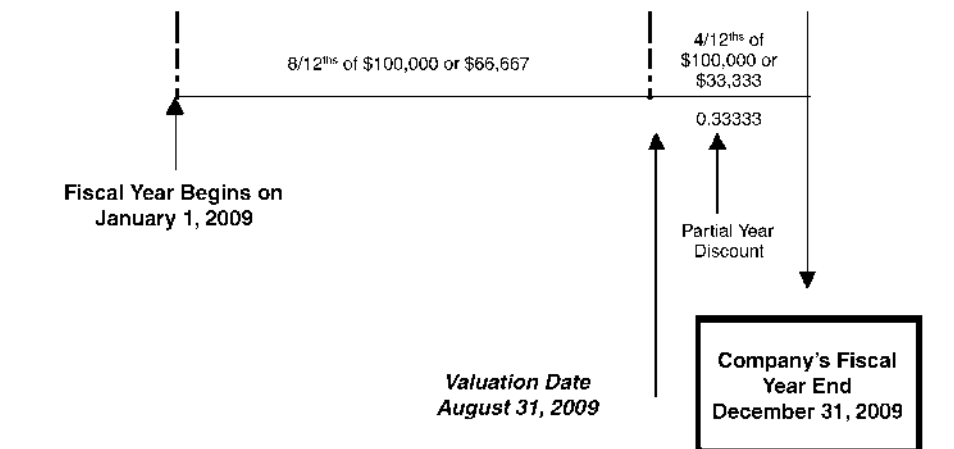 8/12ths of $100,000 or $66,667
4/12ths of
$100,000 or
$33,333
0.33333
Fiscal Year Begins on
January 1, 2009
Partial Year
Discount
Valuation Date
August 31, 2009
Company's Fiscal
Year End
December 31, 2009